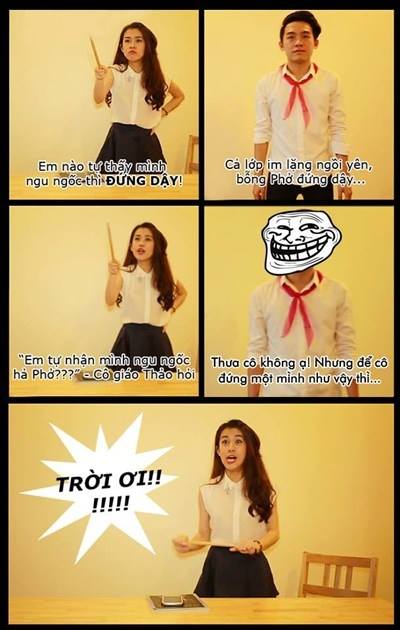 Em nào tự thấy mình
ngu ngốc thì ĐỨNG DẬY!
Cả lớp im lặng ngồi yên,
bỗng Phở đứng dậy...
"Em tự nhận mình ngu ngốc
hả Phở???" - Cô giáo Thảo hỏi
Thưa cô không ạ! Nhưng để cô
đứng một mình như vậy thì...
TRỜI ƠI!!
!!!!!